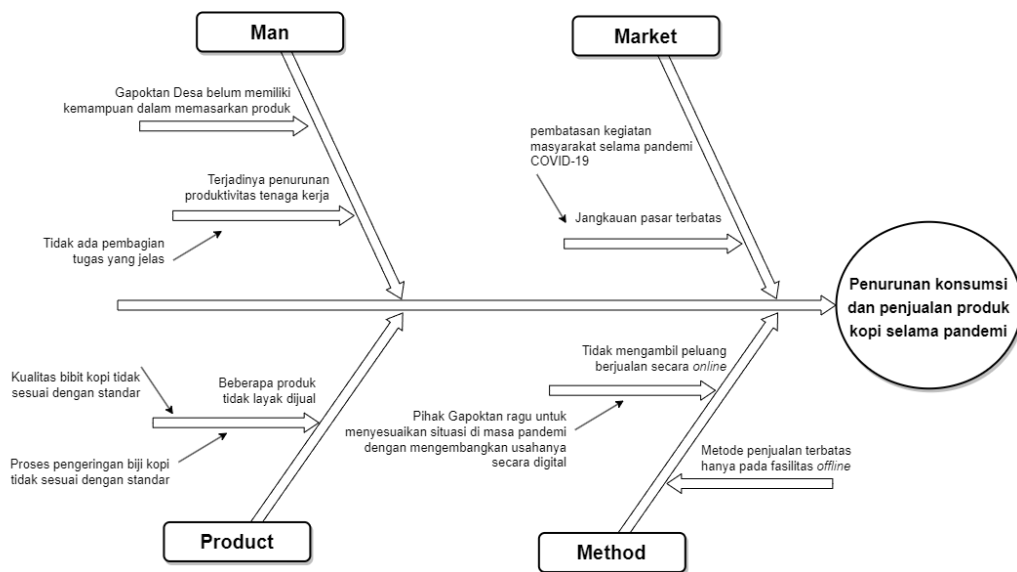 Man
Market
Gapoktan Desa belum memiliki
kemampuan dalam memasarkan produk
Terjadinya penurunan
produktivitas tenaga kerja
Tidak ada pembagian
tugas yang jelas
pembatasan kegiatan
masyarakat selama pandemi
COVID-19
Jangkauan pasar terbatas
Penurunan konsumsi
dan penjualan produk
kopi selama pandemi
Kualitas bibit kopi tidak
sesuai dengan standar
Beberapa produk
tidak layak dijual
Proses pengeringan biji kopi
tidak sesuai dengan standar
Tidak mengambil peluang
berjualan secara online
Pihak Gapoktan ragu untuk
menyesuaikan situasi di masa pandemi
dengan mengembangkan usahanya
secara digital
Metode penjualan terbatas
hanya pada fasilitas offline
Product
Method